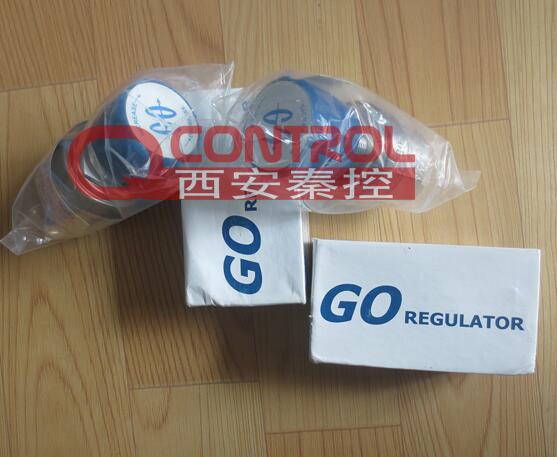 CONTROL
西安秦控
GO R
GO REGULATOR